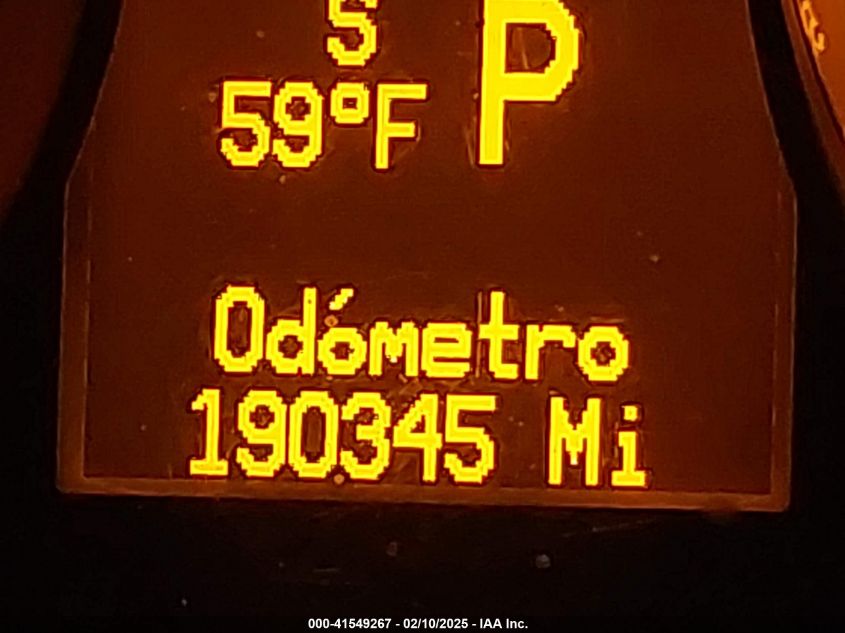 S
P
59°F
Odómetro
190345 Mi
000-41549267 - 02/10/2025 - IAA Inc.